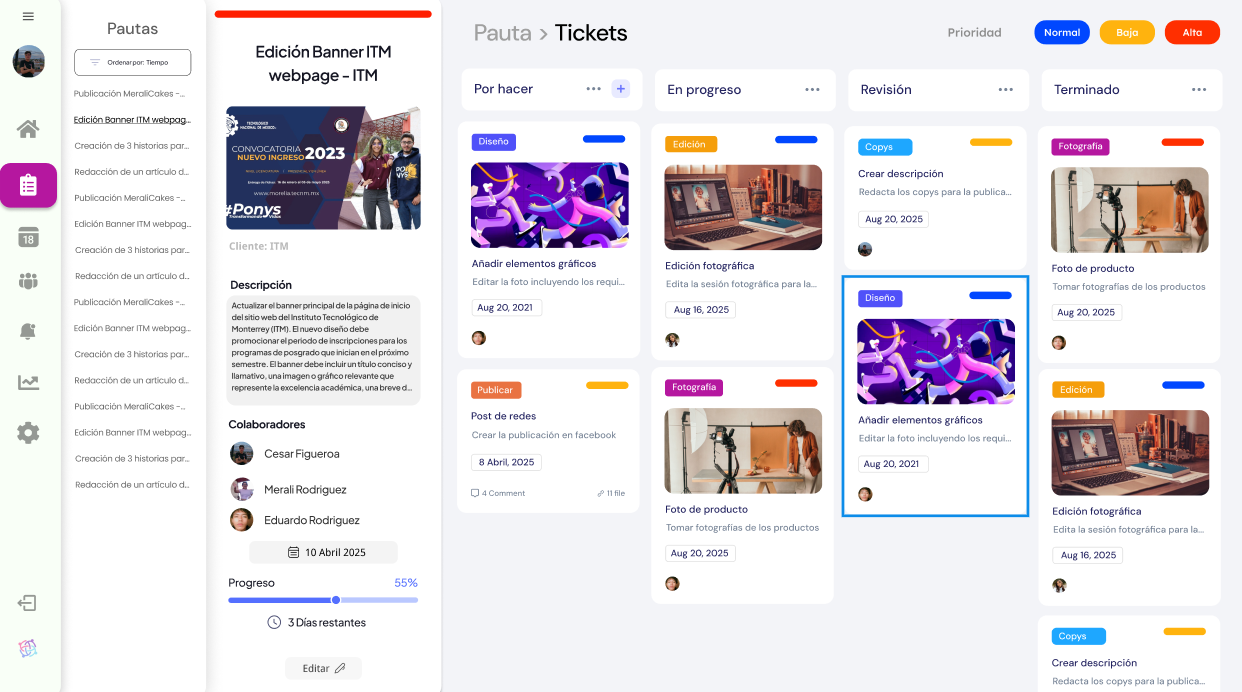 18
Pautas
Ordenar por: Tiempo
Publicación MeraliCakes -...
Edición Banner ITM webpag...
Creación de 3 historias par...
Redacción de un artículo d...
Publicación MeraliCakes -...
Edición Banner ITM webpag...
Creación de 3 historias par...
Redacción de un artículo d...
Publicación MeraliCakes -...
Edición Banner ITM webpag...
Creación de 3 historias par...
Redacción de un artículo d...
Publicación MeraliCakes -...
Edición Banner ITM webpag...
Creación de 3 historias par...
Redacción de un artículo d...
Edición Banner ITM
webpage - ITM
TECNOLÓGICO
NACIONAL DE MÉXICO
CONVOCATORIA
NUEVO INGRESO 2023
www.morelia.tecnm.mx
#Ponys
Transformando Vidas
Cliente: ITM
Descripción
Actualizar el banner principal de la página de inicio
del sitio web del Instituto Tecnológico de
Monterrey (ITM). El nuevo diseño debe
promocionar el periodo de inscripciones para los
programas de posgrado que inician en el próximo
semestre. El banner debe incluir un título conciso y
llamativo, una imagen o gráfico relevante que
represente la excelencia académica, una breve d...
Colaboradores
Cesar Figueroa
Merali Rodriguez
Eduardo Rodriguez
10 Abril 2025
Progreso 55%
3 Días restantes
Editar
Pauta > Tickets
Prioridad
Normal
Baja
Alta
Por hacer ... +
Diseño
Añadir elementos gráficos
Editar la foto incluyendo los requi...
Aug 20, 2021
Publicar
Post de redes
Crear la publicación en facebook
8 Abril, 2025
4 Comment 11 file
En progreso ...
Edición
Edición fotográfica
Edita la sesión fotográfica para la...
Aug 16, 2025
Fotografía
Foto de producto
Tomar fotografías de los productos
Aug 20, 2025
Revisión ...
Copys
Crear descripción
Redacta los copys para la publica...
Aug 20, 2025
Diseño
Añadir elementos gráficos
Editar la foto incluyendo los requi...
Aug 20, 2021
Terminado ...
Fotografía
Foto de producto
Tomar fotografías de los productos
Aug 20, 2025
Edición
Edición fotográfica
Edita la sesión fotográfica para la...
Aug 16, 2025
Copys
Crear descripción
Redacta los copys para la publica...